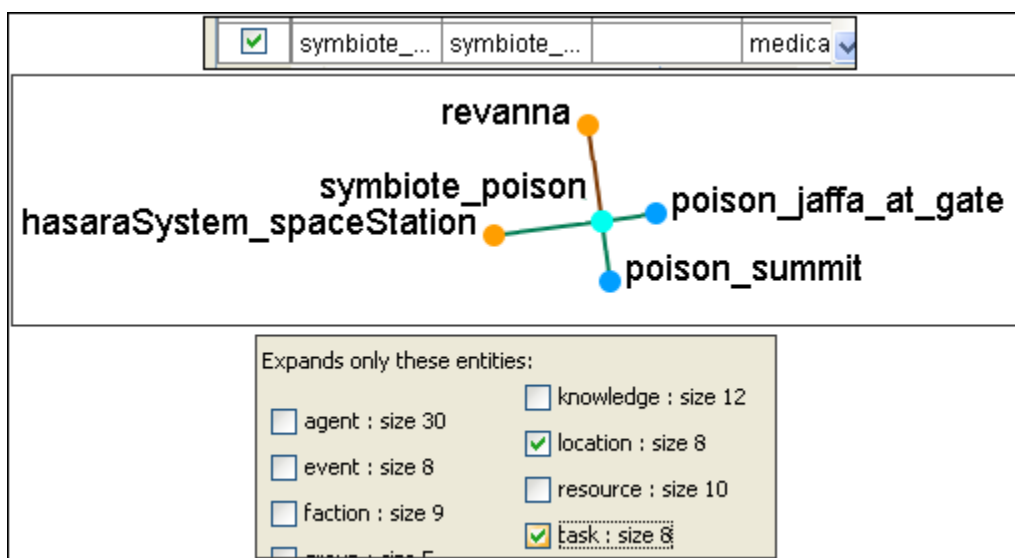 symbiote_... symbiote_... medica
revanna
symbiote_poison
poison_jaffa_at_gate
hasaraSystem_spaceStation
poison_summit
Expands only these entities:
agent : size 30
event : size 8
faction : size 9
knowledge : size 12
location : size 8
resource : size 10
task : size 8